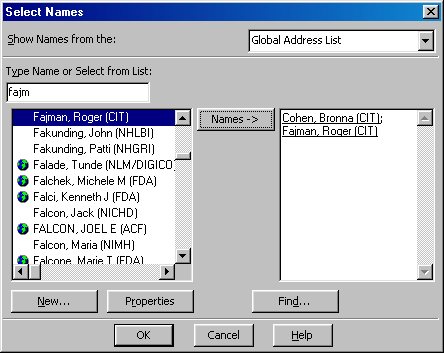 Select Names
Show Names from the:
Global Address List
Type Name or Select from List:
fajm
Fajman, Roger (CIT)
Fakunding, John (NHLBI)
Fakunding, Patti (NHGRI)
Falade, Tunde (NLM/DIGICO
Falchek, Michele M (FDA)
Falci, Kenneth J (FDA)
Falcon, Jack (NICHD)
FALCON, JOEL E (ACF)
Falcon, Maria (NIMH)
Falcone, Marie T (FDA)
Names ->
Cohen, Bronna (CIT);
Fajman, Roger (CIT)
New...
Properties
Find...
OK
Cancel
Help